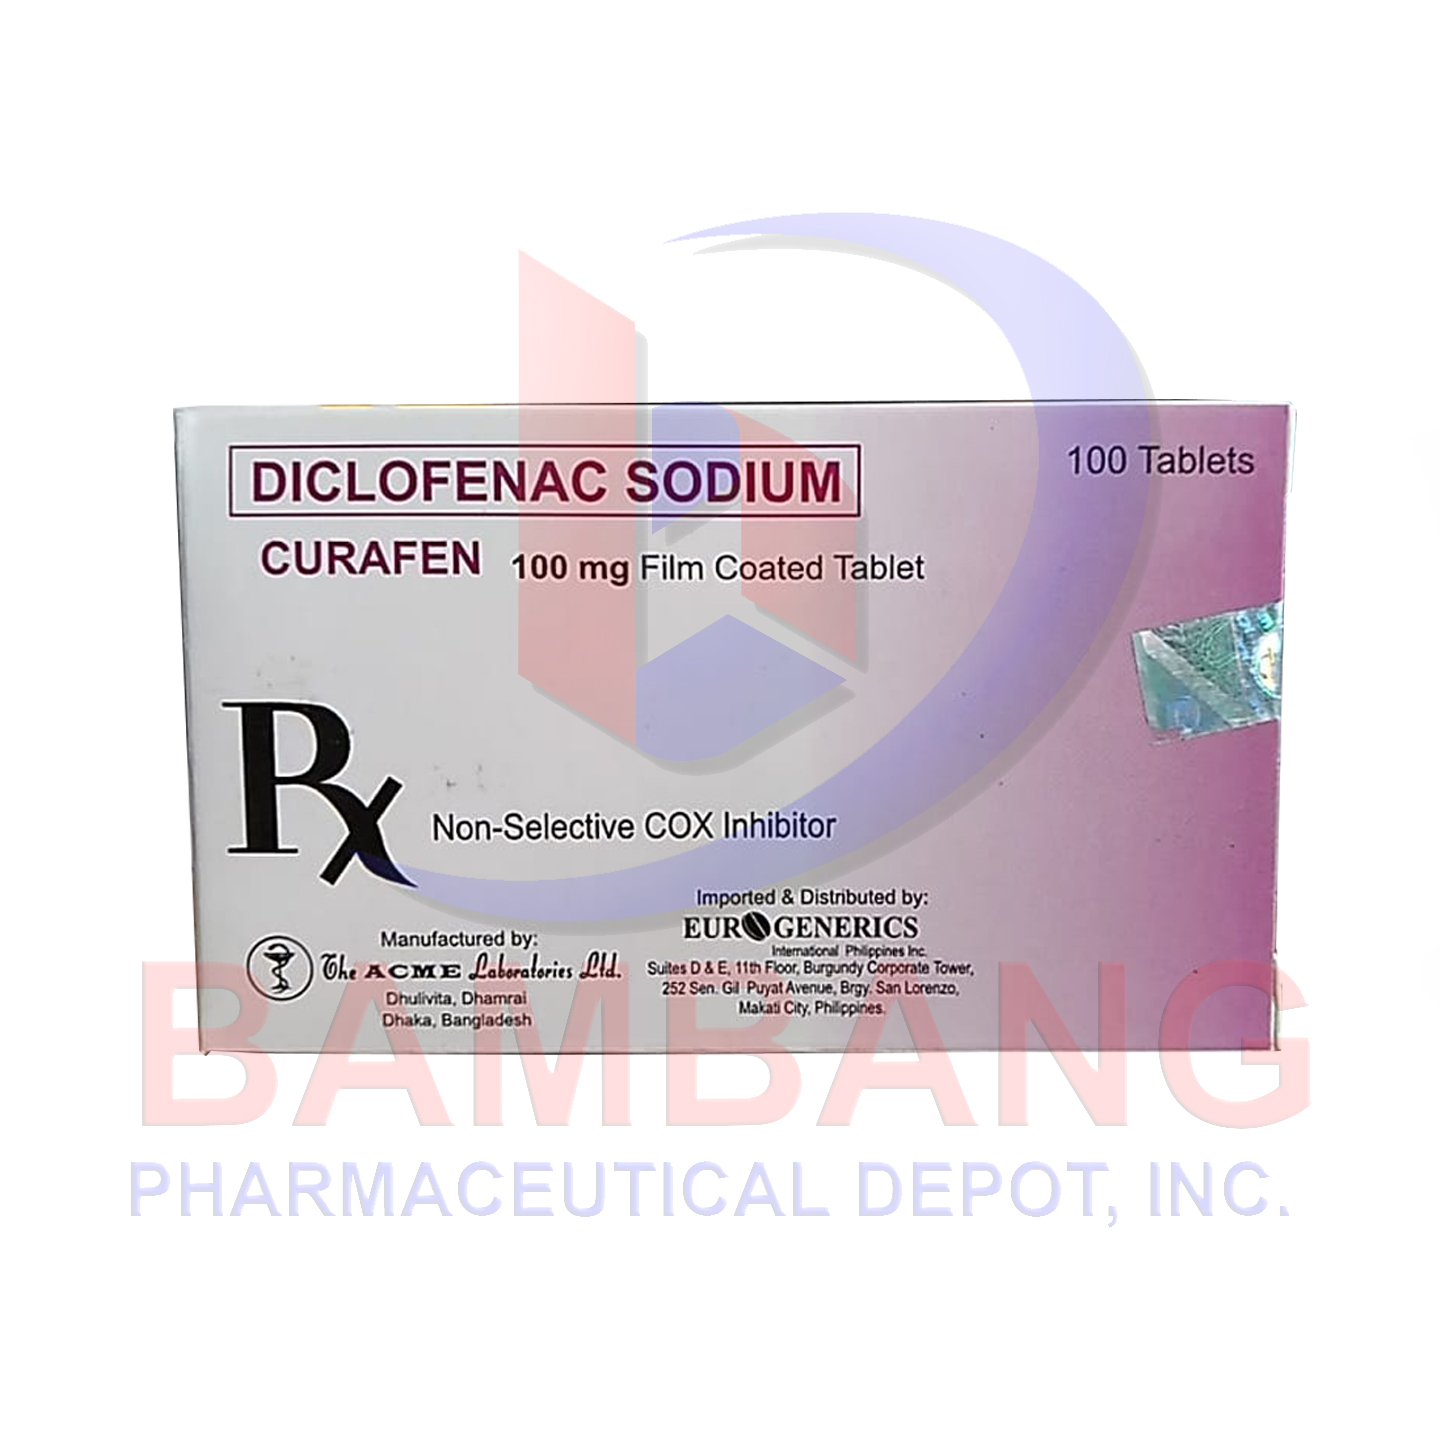 DICLOFENAC SODIUM
100 Tablets
CURAFEN 100 mg Film Coated Tablet
Rx
Non-Selective COX Inhibitor
Manufactured by:
The ACME Laboratories Ltd.
Dhulivita, Dhamrai
Dhaka, Bangladesh
Imported & Distributed by:
EUROGENERICS
International Philippines Inc.
Suites D & E, 11th Floor, Burgundy Corporate Tower,
252 Sen. Gil Puyat Avenue, Brgy. San Lorenzo,
Makati City, Philippines.
BAMBANG
PHARMACEUTICAL DEPOT, INC.